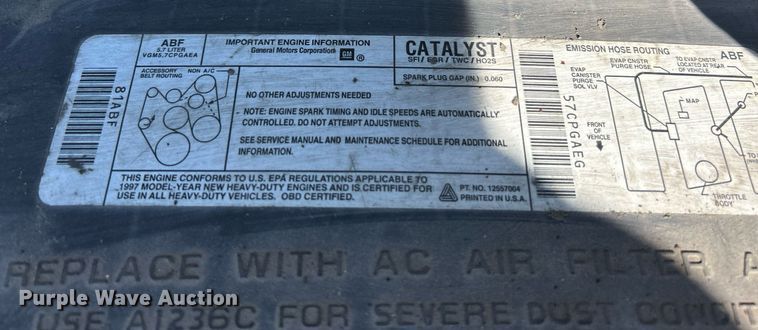 ABF
5.7 LITER
VGM5.7CPGAEA
IMPORTANT ENGINE INFORMATION
General Motors Corporation
GM ®
CATALYST
SFI / EGR / TWC / HO2S
SPARK PLUG GAP (IN.) 0.060
ACCESSORY BELT ROUTING
NON A/C
81ABF
NO OTHER ADJUSTMENTS NEEDED
NOTE: ENGINE SPARK TIMING AND IDLE SPEEDS ARE AUTOMATICALLY
CONTROLLED. DO NOT ATTEMPT ADJUSTMENTS.
SEE SERVICE MANUAL AND MAINTENANCE SCHEDULE FOR ADDITIONAL
INFORMATION.
THIS ENGINE CONFORMS TO U.S. EPA REGULATIONS APPLICABLE TO
1997 MODEL-YEAR NEW HEAVY-DUTY ENGINES AND IS CERTIFIED FOR
USE IN ALL HEAVY-DUTY VEHICLES. OBD CERTIFIED.
PT. NO. 12557004
PRINTED IN U.S.A.
57CPGAEG
EMISSION HOSE ROUTING
ABF
EVAP
CANISTER
PURGE
SOL VLV
TO EVAP CNSTR
PURGE HOSE
TO EVAP CNSTR
LOCATED AT REAR
OF VEHICLE
MAP
FRONT
OF
VEHICLE
THROTTLE
BODY
REPLACE WITH AC AIR FILTER
USE A1236C FOR SEVERE DUST
Purple Wave Auction